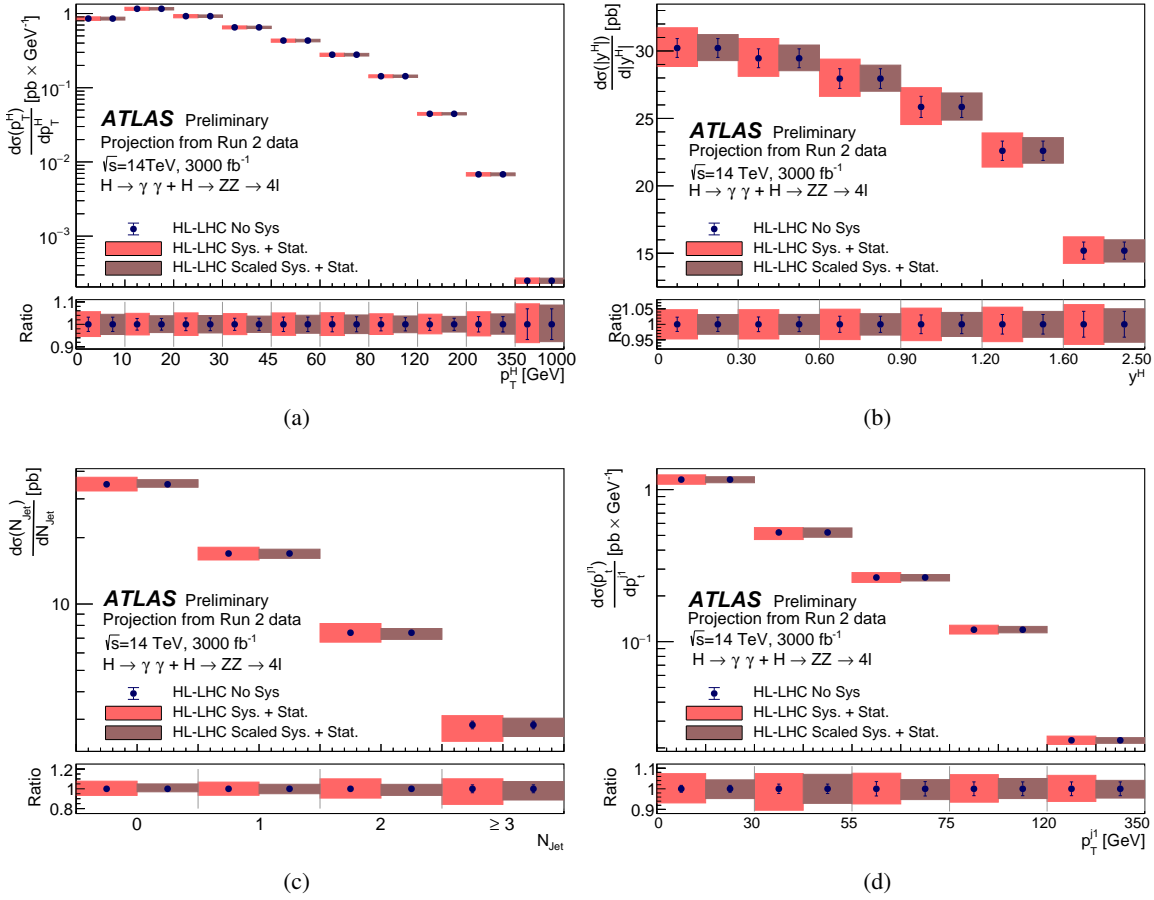 dσ(p_T^H)
dp_T^H
[pb × GeV⁻¹]
1
10⁻¹
10⁻²
10⁻³
ATLAS Preliminary
Projection from Run 2 data
√s=14TeV, 3000 fb⁻¹
H → γ γ + H → ZZ → 4l
HL-LHC No Sys
HL-LHC Sys. + Stat.
HL-LHC Scaled Sys. + Stat.
Ratio
1.1
1
0.9
0 10 20 30 45 60 80 120 200 350 1000
p_T^H [GeV]
(a)
dσ(|y^H|)
d|y^H|
[pb]
30
25
20
15
ATLAS Preliminary
Projection from Run 2 data
√s=14 TeV, 3000 fb⁻¹
H → γ γ + H → ZZ → 4l
HL-LHC No Sys
HL-LHC Sys. + Stat.
HL-LHC Scaled Sys. + Stat.
Ratio
1.05
1.00
0.95
0 0.30 0.60 0.90 1.20 1.60 2.50
y^H
(b)
dσ(N_Jet)
dN_Jet
[pb]
10
ATLAS Preliminary
Projection from Run 2 data
√s=14 TeV, 3000 fb⁻¹
H → γ γ + H → ZZ → 4l
HL-LHC No Sys
HL-LHC Sys. + Stat.
HL-LHC Scaled Sys. + Stat.
Ratio
1.2
1.0
0.8
0 1 2 ≥ 3
N_Jet
(c)
dσ(p_t^j1)
dp_t^j1
[pb × GeV⁻¹]
1
10⁻¹
ATLAS Preliminary
Projection from Run 2 data
√s=14 TeV, 3000 fb⁻¹
H → γ γ + H → ZZ → 4l
HL-LHC No Sys
HL-LHC Sys. + Stat.
HL-LHC Scaled Sys. + Stat.
Ratio
1.1
1.0
0.9
0 30 55 75 120 350
p_T^j1 [GeV]
(d)